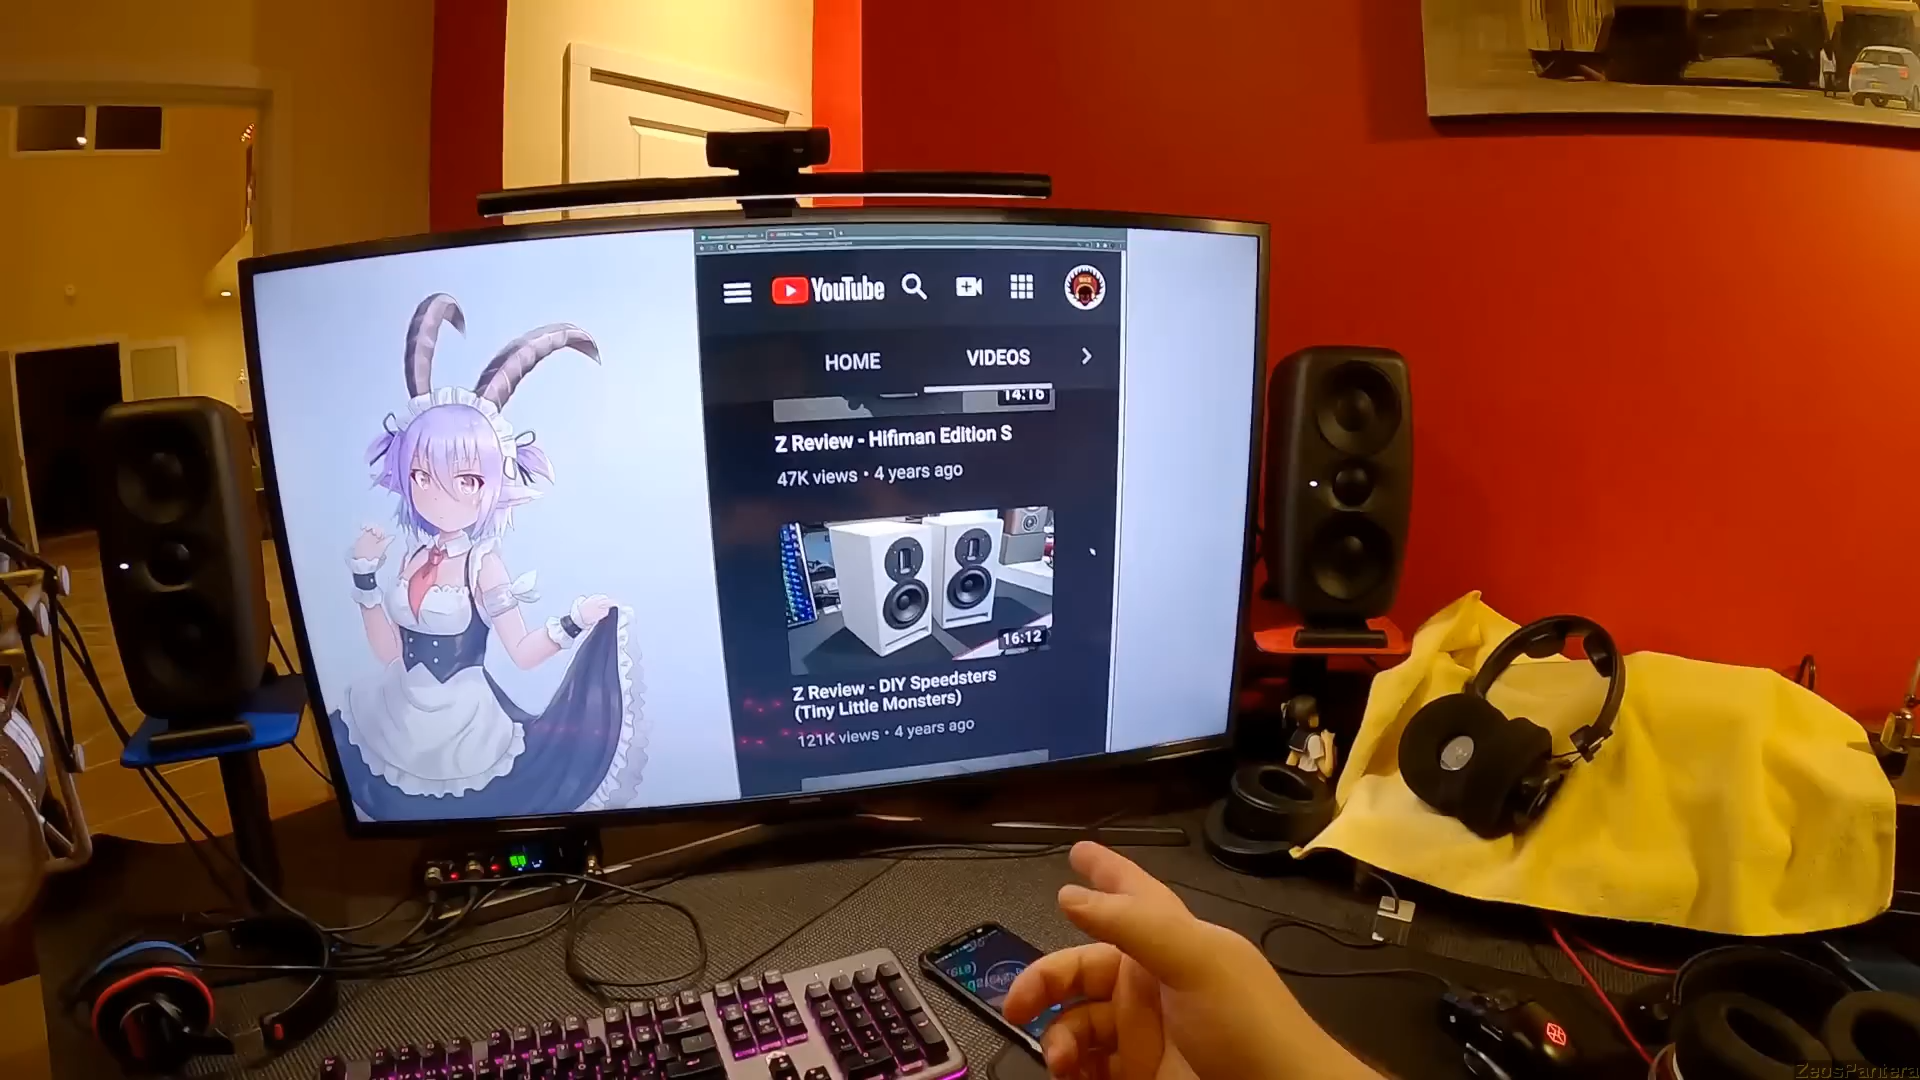 YouTube
HOME
VIDEOS
14:16
Z Review - Hifiman Edition S
47K views • 4 years ago
16:12
Z Review - DIY Speedsters
(Tiny Little Monsters)
121K views • 4 years ago
ZeosPantera